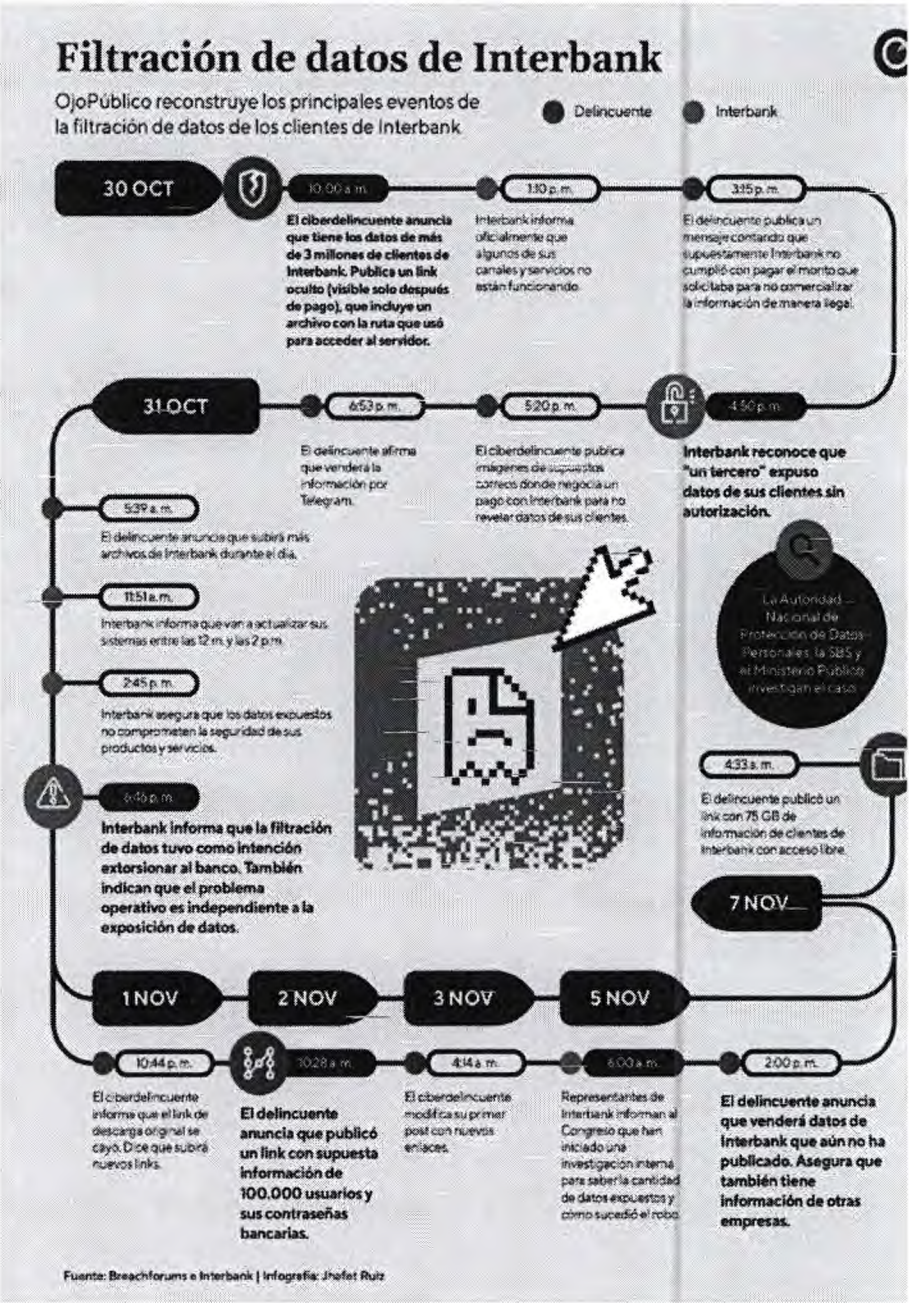 Filtración de datos de Interbank
OjoPúblico reconstruye los principales eventos de
la filtración de datos de los clientes de Interbank
Delincuente
Interbank
30 OCT
10:00 a. m.
El ciberdelincuente anuncia
que tiene los datos de más
de 3 millones de clientes de
Interbank. Publica un link
oculto (visible solo después
de pago), que incluye un
archivo con la ruta que usó
para acceder al servidor.
1:10 p. m.
Interbank informa
oficialmente que
algunos de sus
canales y servicios no
están funcionando.
3:15 p. m.
El delincuente publica un
mensaje contando que
supuestamente Interbank no
cumplió con pagar el monto que
solicitaba para no comercializar
la información de manera ilegal.
4:50 p. m.
Interbank reconoce que
"un tercero" expuso
datos de sus clientes sin
autorización.
5:20 p. m.
El ciberdelincuente publica
imágenes de supuestos
correos donde negocia un
pago con Interbank para no
revelar datos de sus clientes.
6:53 p. m.
El delincuente afirma
que venderá la
información por
Telegram.
31 OCT
5:39 a. m.
El delincuente anuncia que subirá más
archivos de Interbank durante el día.
11:51 a. m.
Interbank informa que van a actualizar sus
sistemas entre las 12 m. y las 2 p.m.
2:45 p. m.
Interbank asegura que los datos expuestos
no comprometen la seguridad de sus
productos y servicios.
6:46 p. m.
Interbank informa que la filtración
de datos tuvo como intención
extorsionar al banco. También
indican que el problema
operativo es independiente a la
exposición de datos.
La Autoridad
Nacional de
Protección de Datos
Personales, la SBS y
el Ministerio Público
investigan el caso
1 NOV
10:44 p. m.
El ciberdelincuente
informa que el link de
descarga original se
cayo. Dice que subirá
nuevos links.
2 NOV
10:28 a. m.
El delincuente
anuncia que publicó
un link con supuesta
información de
100.000 usuarios y
sus contraseñas
bancarias.
3 NOV
4:14 a. m.
El ciberdelincuente
modifica su primer
post con nuevos
enlaces.
5 NOV
6:00 a. m.
Representantes de
Interbank informan al
Congreso que han
iniciado una
investigación interna
para saber la cantidad
de datos expuestos y
cómo sucedió el robo.
2:00 p. m.
El delincuente anuncia
que venderá datos de
Interbank que aún no ha
publicado. Asegura que
también tiene
información de otras
empresas.
7 NOV
4:33 a. m.
El delincuente publicó un
link con 75 GB de
información de clientes de
Interbank con acceso libre.
Fuente: Breachforums e Interbank | Infografía: Jhafet Ruiz